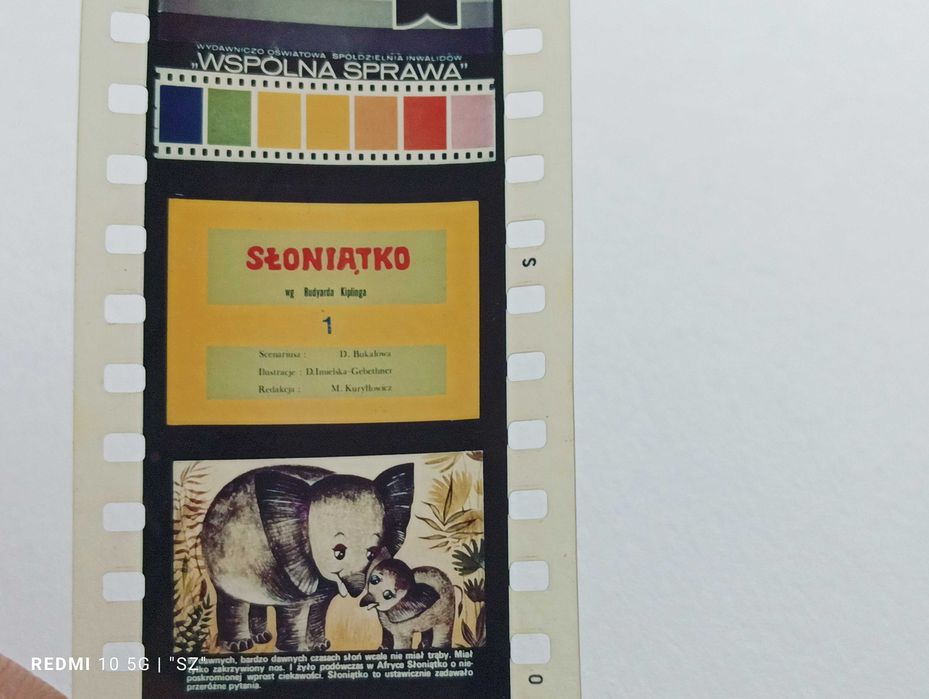 WYDAWNICZO OŚWIATOWA SPÓŁDZIELNIA INWALIDÓW
„WSPÓLNA SPRAWA”
SŁONIĄTKO
wg Rudyarda Kiplinga
1
Scenariusz : D. Bukałowa
Ilustracje : D.Imielska-Gebethner
Redakcja : M. Kuryłłowicz
S
dawnych, bardzo dawnych czasach słoń wcale nie miał trąby. Miał
zakrzywiony nos. I żyło podówczas w Afryce Słoniątko o nie-
poskromionej wprost ciekawości. Słoniątko to ustawicznie zadawało
przeróżne pytania.
O
REDMI 10 5G | "SZ"